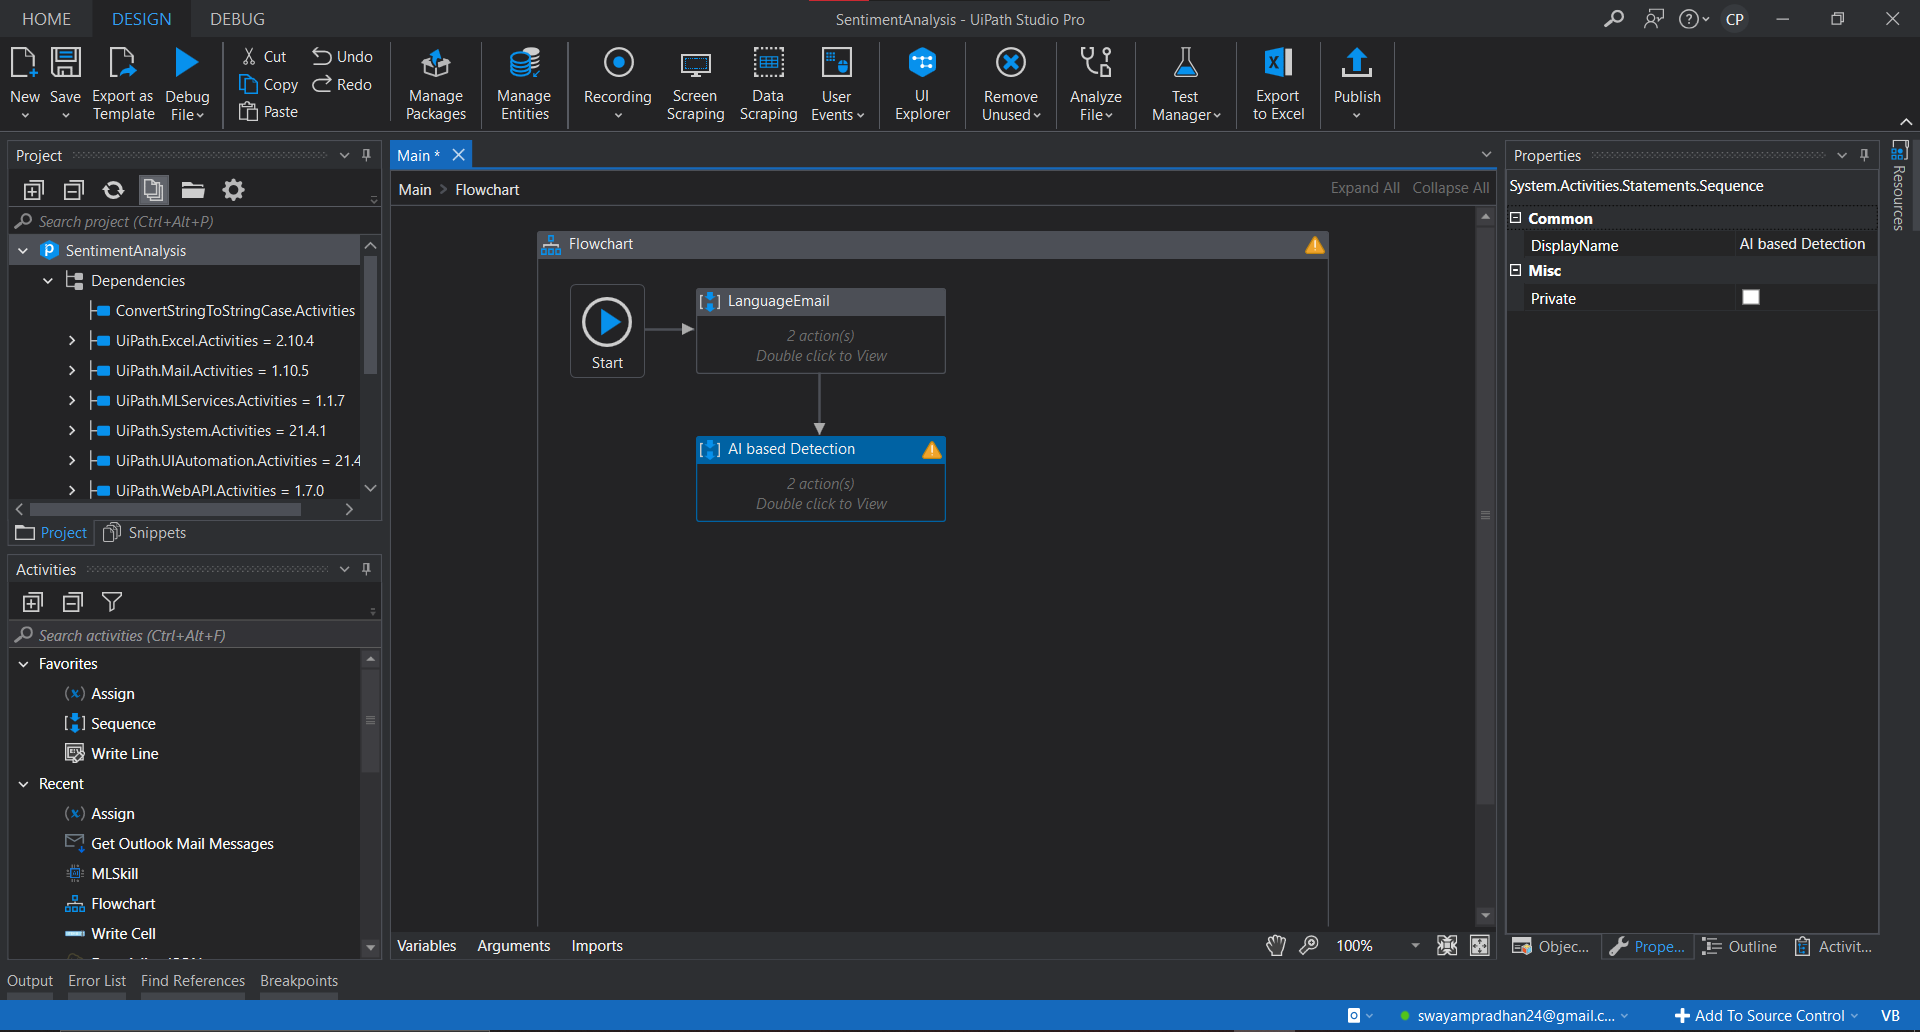 HOME DESIGN DEBUG
SentimentAnalysis - UiPath Studio Pro
CP
New
Save
Export as
Template
Debug
File
Cut
Copy
Paste
Undo
Redo
Manage
Packages
Manage
Entities
Recording
Screen
Scraping
Data
Scraping
User
Events
UI
Explorer
Remove
Unused
Analyze
File
Test
Manager
Export
to Excel
Publish
Project
Search project (Ctrl+Alt+P)
SentimentAnalysis
Dependencies
ConvertStringToStringCase.Activities
UiPath.Excel.Activities = 2.10.4
UiPath.Mail.Activities = 1.10.5
UiPath.MLServices.Activities = 1.1.7
UiPath.System.Activities = 21.4.1
UiPath.UIAutomation.Activities = 21.4
UiPath.WebAPI.Activities = 1.7.0
Project Snippets
Activities
Search activities (Ctrl+Alt+F)
Favorites
Assign
Sequence
Write Line
Recent
Assign
Get Outlook Mail Messages
MLSkill
Flowchart
Write Cell
Main *
Main > Flowchart
Expand All Collapse All
Flowchart
Start
LanguageEmail
2 action(s)
Double click to View
AI based Detection
2 action(s)
Double click to View
Variables Arguments Imports
100%
Properties
System.Activities.Statements.Sequence
Common
DisplayName AI based Detection
Misc
Private
Resources
Objec... Prope... Outline Activit...
Output Error List Find References Breakpoints
swayampradhan24@gmail.c...
Add To Source Control
VB